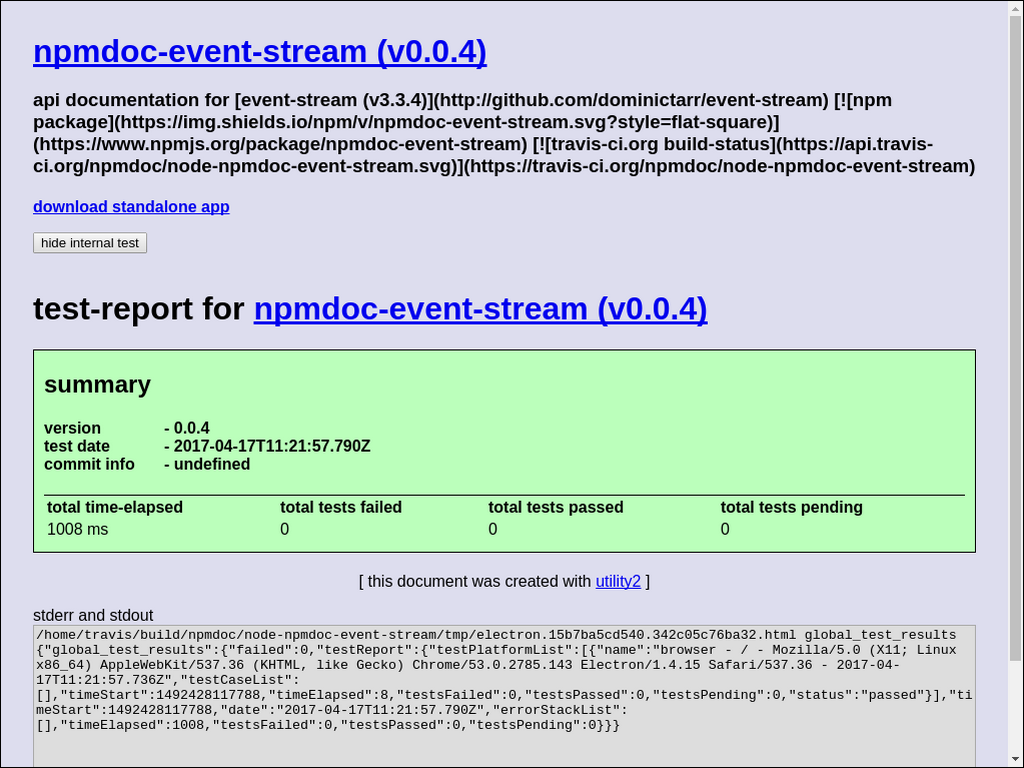 npmdoc-event-stream (v0.0.4)
api documentation for [event-stream (v3.3.4)](http://github.com/dominictarr/event-stream) [![npm
package](https://img.shields.io/npm/v/npmdoc-event-stream.svg?style=flat-square)]
(https://www.npmjs.org/package/npmdoc-event-stream) [![travis-ci.org build-status](https://api.travis-
ci.org/npmdoc/node-npmdoc-event-stream.svg)](https://travis-ci.org/npmdoc/node-npmdoc-event-stream)
download standalone app
hide internal test
test-report for npmdoc-event-stream (v0.0.4)
summary
version - 0.0.4
test date - 2017-04-17T11:21:57.790Z
commit info - undefined
total time-elapsed total tests failed total tests passed total tests pending
1008 ms 0 0 0
[ this document was created with utility2 ]
stderr and stdout
/home/travis/build/npmdoc/node-npmdoc-event-stream/tmp/electron.15b7ba5cd540.342c05c76ba32.html global_test_results
{"global_test_results":{"failed":0,"testReport":{"testPlatformList":[{"name":"browser - / - Mozilla/5.0 (X11; Linux
x86_64) AppleWebKit/537.36 (KHTML, like Gecko) Chrome/53.0.2785.143 Electron/1.4.15 Safari/537.36 - 2017-04-
17T11:21:57.736Z","testCaseList":
[],"timeStart":1492428117788,"timeElapsed":8,"testsFailed":0,"testsPassed":0,"testsPending":0,"status":"passed"}],"ti
meStart":1492428117788,"date":"2017-04-17T11:21:57.790Z","errorStackList":
[],"timeElapsed":1008,"testsFailed":0,"testsPassed":0,"testsPending":0}}}